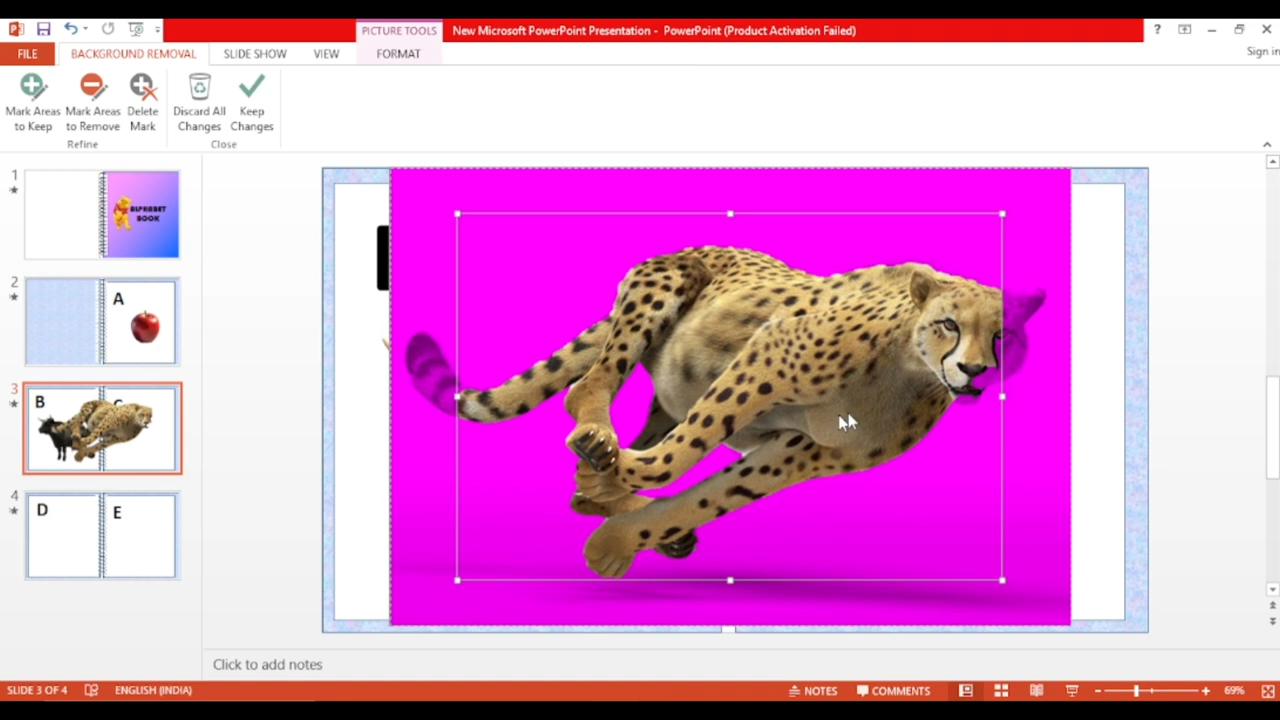 PICTURE TOOLS
New Microsoft PowerPoint Presentation - PowerPoint (Product Activation Failed)
?
FILE
BACKGROUND REMOVAL
SLIDE SHOW
VIEW
FORMAT
Sign in
Mark Areas to Keep
Mark Areas to Remove
Delete Mark
Discard All Changes
Keep Changes
Refine
Close
1
ALPHABET
BOOK
2
A
3
B
4
D
E
Click to add notes
SLIDE 3 OF 4
ENGLISH (INDIA)
NOTES
COMMENTS
69%